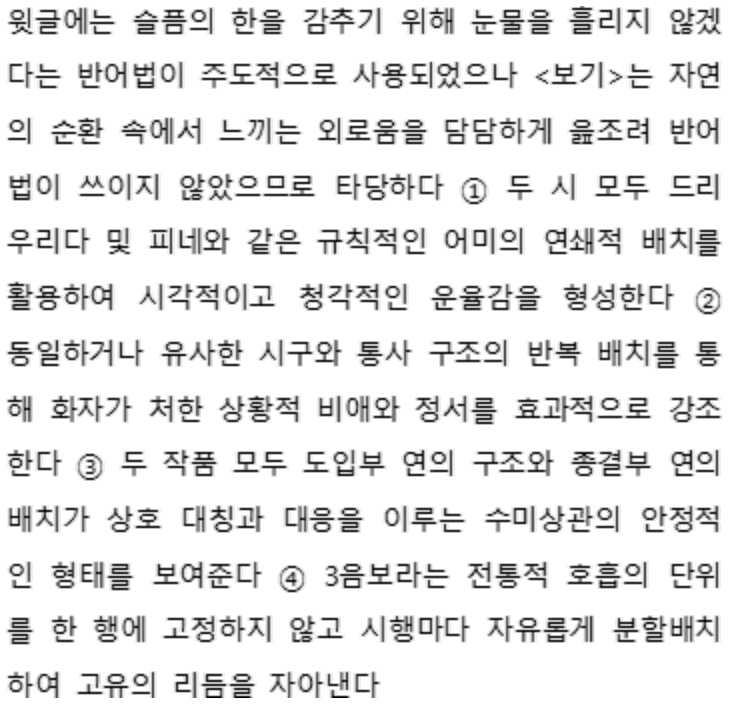 윗글에는 슬픔의 한을 감추기 위해 눈물을 흘리지 않겠
다는 반어법이 주도적으로 사용되었으나 <보기>는 자연
의 순환 속에서 느끼는 외로움을 담담하게 읊조려 반어
법이 쓰이지 않았으므로 타당하다 ① 두 시 모두 드리
우리다 및 피네와 같은 규칙적인 어미의 연쇄적 배치를
활용하여 시각적이고 청각적인 운율감을 형성한다 ②
동일하거나 유사한 시구와 통사 구조의 반복 배치를 통
해 화자가 처한 상황적 비애와 정서를 효과적으로 강조
한다 ③ 두 작품 모두 도입부 연의 구조와 종결부 연의
배치가 상호 대칭과 대응을 이루는 수미상관의 안정적
인 형태를 보여준다 ④ 3음보라는 전통적 호흡의 단위
를 한 행에 고정하지 않고 시행마다 자유롭게 분할배치
하여 고유의 리듬을 자아낸다